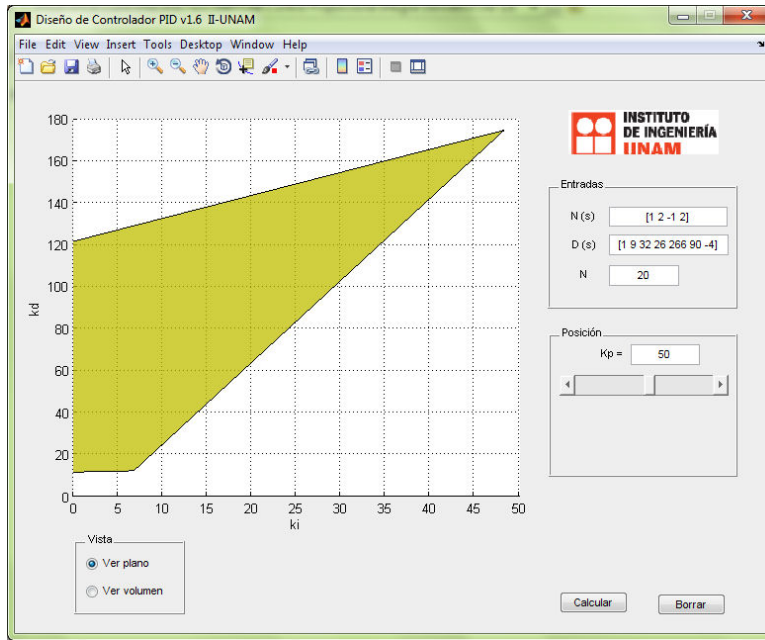 Diseño de Controlador PID v1.6 II-UNAM
File Edit View Insert Tools Desktop Window Help
INSTITUTO
DE INGENIERÍA
UNAM
180
160
140
120
100
80
60
40
20
0
kd
0 5 10 15 20 25 30 35 40 45 50
ki
Entradas
N (s) [1 2 -1 2]
D (s) [1 9 32 26 266 90 -4]
N 20
Posición
Kp = 50
Vista
Ver plano
Ver volumen
Calcular
Borrar